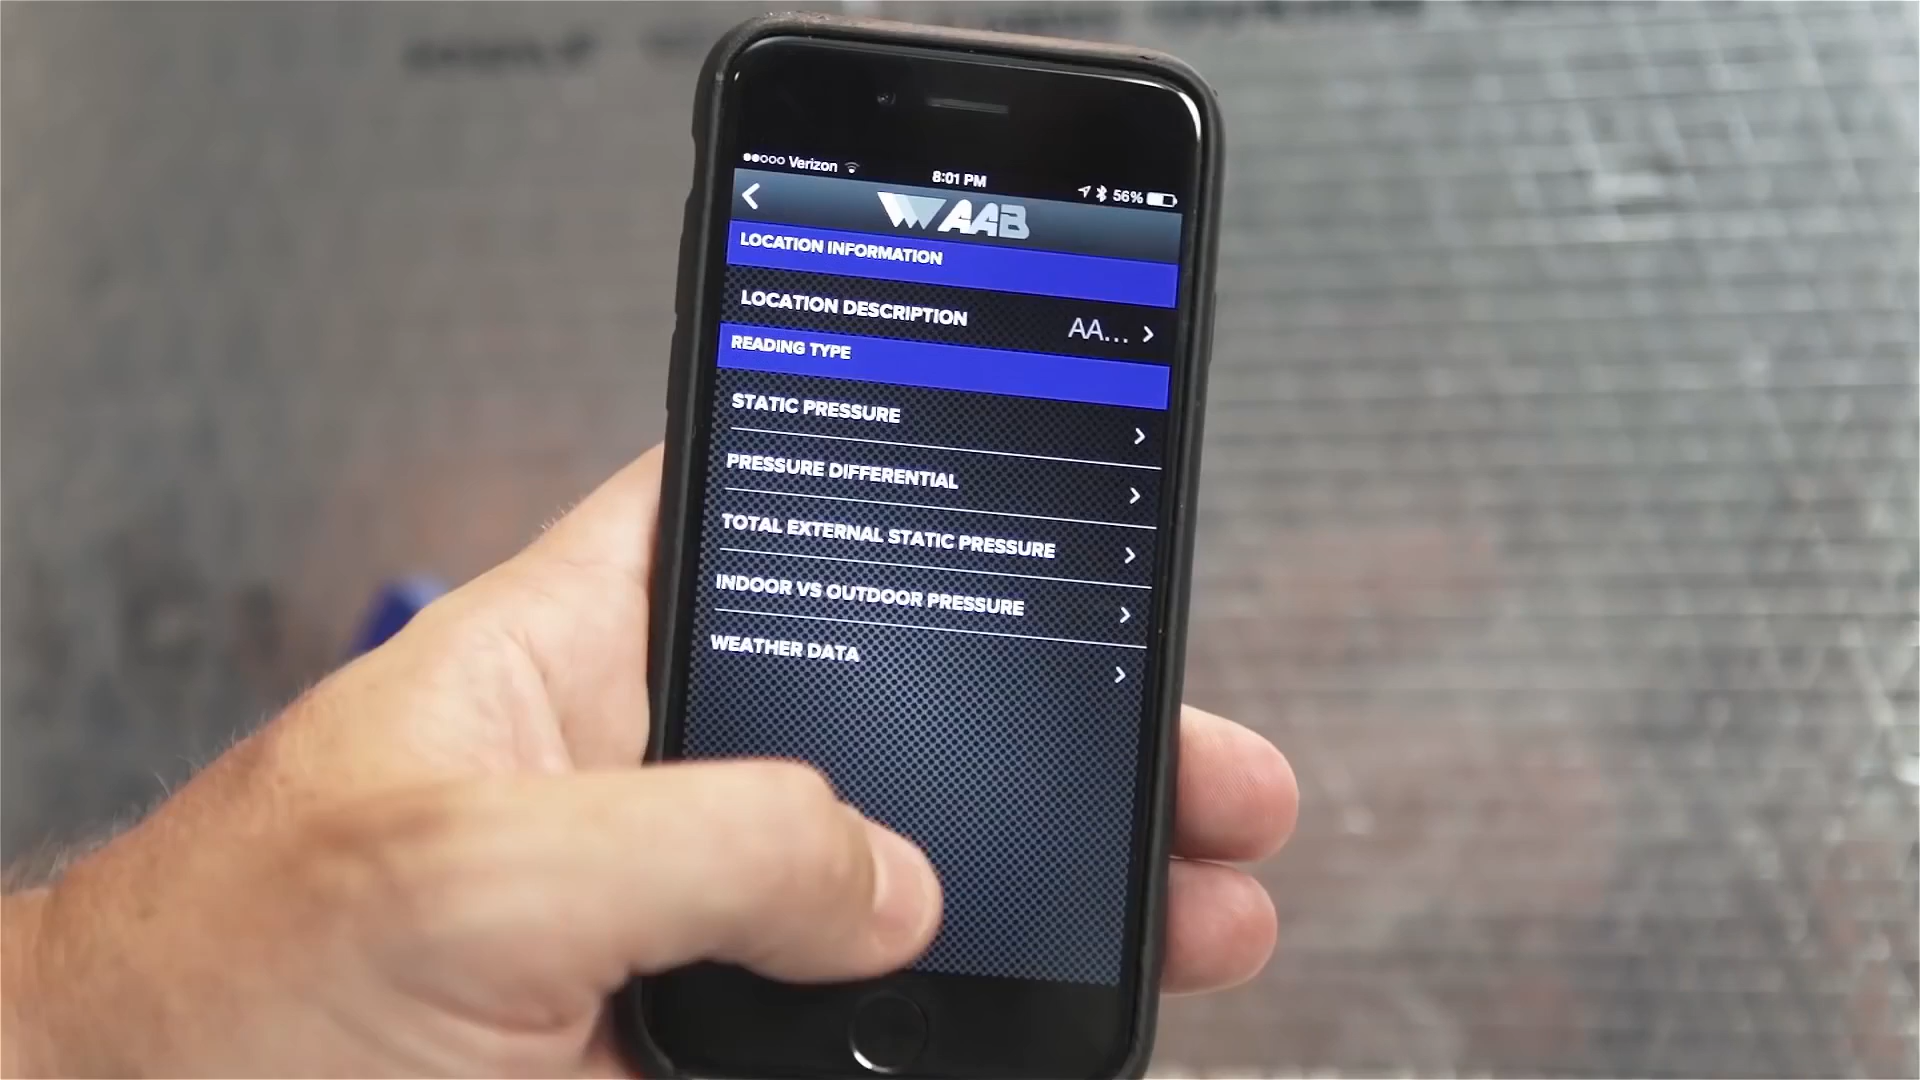 Verizon
8:01 PM
56%
AAB
LOCATION INFORMATION
LOCATION DESCRIPTION AA...
READING TYPE
STATIC PRESSURE
PRESSURE DIFFERENTIAL
TOTAL EXTERNAL STATIC PRESSURE
INDOOR VS OUTDOOR PRESSURE
WEATHER DATA